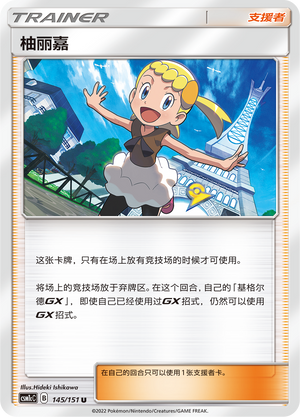 TRAINER
支援者
柚丽嘉
这张卡牌，只有在场上放有竞技场的时候才可使用。
将场上的竞技场放于弃牌区。在这个回合，自己的「基格尔
德GX」，即使自己已经使用过GX招式，仍然可以使用
GX招式。
Illus.Hideki Ishikawa
CSM1cC B 145/151 U
在自己的回合只可以使用1张支援者卡。
©2022 Pokémon/Nintendo/Creatures/GAME FREAK.